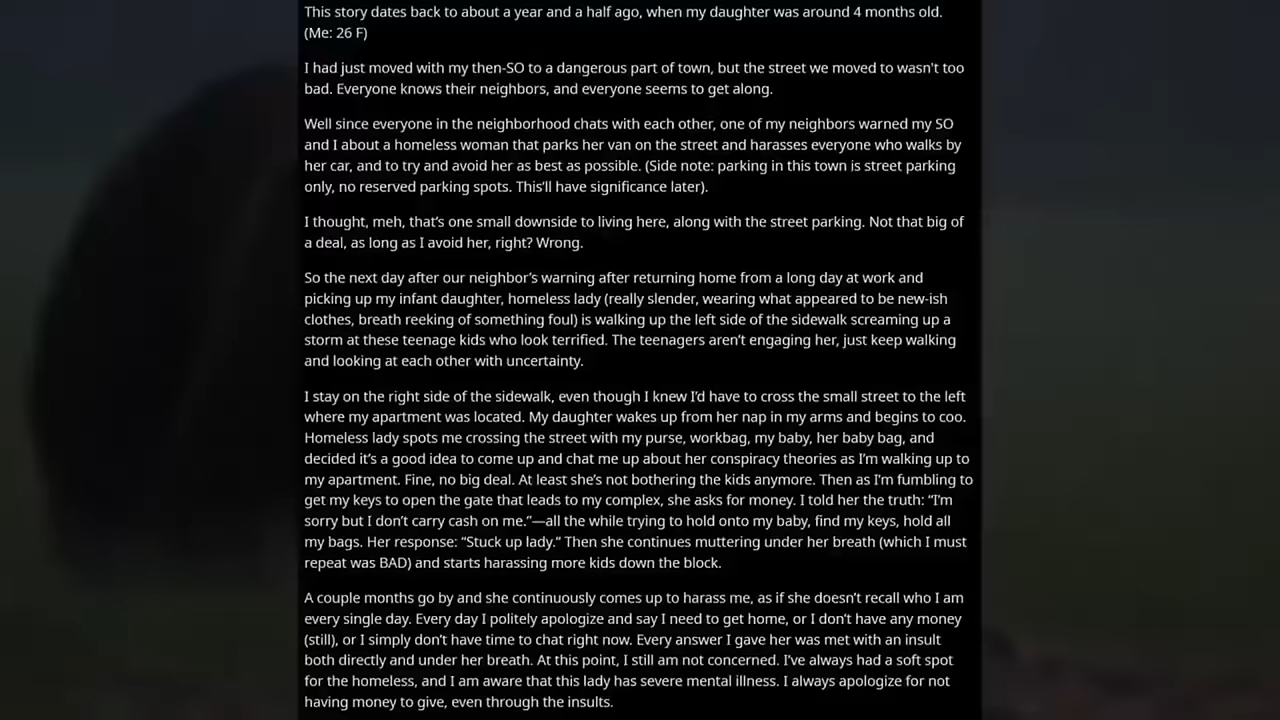 This story dates back to about a year and a half ago, when my daughter was around 4 months old.
(Me: 26 F)
I had just moved with my then-SO to a dangerous part of town, but the street we moved to wasn't too
bad. Everyone knows their neighbors, and everyone seems to get along.
Well since everyone in the neighborhood chats with each other, one of my neighbors warned my SO
and I about a homeless woman that parks her van on the street and harasses everyone who walks by
her car, and to try and avoid her as best as possible. (Side note: parking in this town is street parking
only, no reserved parking spots. This’ll have significance later).
I thought, meh, that’s one small downside to living here, along with the street parking. Not that big of
a deal, as long as I avoid her, right? Wrong.
So the next day after our neighbor’s warning after returning home from a long day at work and
picking up my infant daughter, homeless lady (really slender, wearing what appeared to be new-ish
clothes, breath reeking of something foul) is walking up the left side of the sidewalk screaming up a
storm at these teenage kids who look terrified. The teenagers aren’t engaging her, just keep walking
and looking at each other with uncertainty.
I stay on the right side of the sidewalk, even though I knew I’d have to cross the small street to the left
where my apartment was located. My daughter wakes up from her nap in my arms and begins to coo.
Homeless lady spots me crossing the street with my purse, workbag, my baby, her baby bag, and
decided it’s a good idea to come up and chat me up about her conspiracy theories as I’m walking up to
my apartment. Fine, no big deal. At least she’s not bothering the kids anymore. Then as I’m fumbling to
get my keys to open the gate that leads to my complex, she asks for money. I told her the truth: “I’m
sorry but I don’t carry cash on me.”—all the while trying to hold onto my baby, find my keys, hold all
my bags. Her response: “Stuck up lady.“ Then she continues muttering under her breath (which I must
repeat was BAD) and starts harassing more kids down the block.
A couple months go by and she continuously comes up to harass me, as if she doesn’t recall who I am
every single day. Every day I politely apologize and say I need to get home, or I don’t have any money
(still), or I simply don’t have time to chat right now. Every answer I gave her was met with an insult
both directly and under her breath. At this point, I still am not concerned. I’ve always had a soft spot
for the homeless, and I am aware that this lady has severe mental illness. I always apologize for not
having money to give, even through the insults.